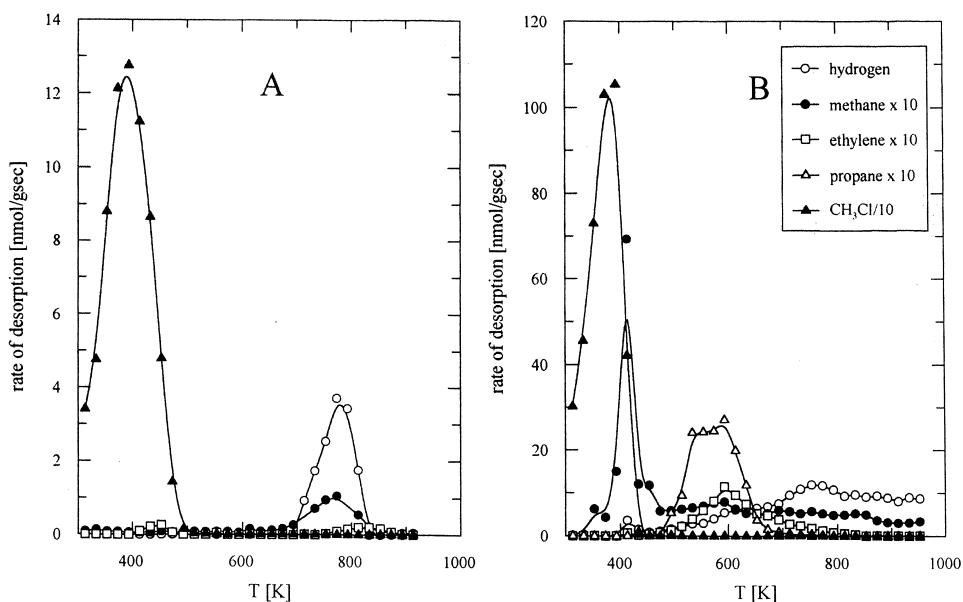 14
12
10
8
6
4
2
0
rate of desorption [nmol/gsec]
A
400
600
800
1000
T [K]
120
100
80
60
40
20
0
rate of desorption [nmol/gsec]
B
hydrogen
methane x 10
ethylene x 10
propane x 10
CH₃Cl/10
400
600
800
1000
T [K]